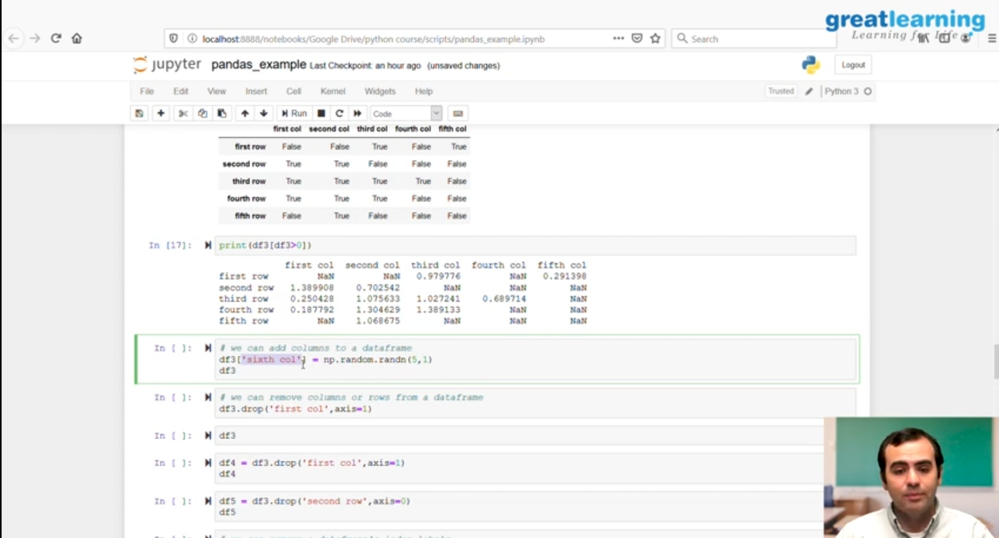 greatlearning
Learning for Life
localhost:8888/notebooks/Google Drive/python course/scripts/pandas_example.ipynb
Search
jupyter pandas_example Last Checkpoint: an hour ago (unsaved changes)
Logout
File Edit View Insert Cell Kernel Widgets Help
Trusted Python 3
Run Code
first col second col third col fourth col fifth col
first row False False True False True
second row True True False False False
third row True True True True False
fourth row True True True False False
fifth row False True False False False
In [17]: print(df3[df3>0])
first col second col third col fourth col fifth col
first row NaN NaN 0.979776 NaN 0.291398
second row 1.389908 0.702542 NaN NaN NaN
third row 0.250428 1.075633 1.027241 0.689714 NaN
fourth row 0.187792 1.304629 1.389133 NaN NaN
fifth row NaN 1.068675 NaN NaN NaN
In [ ]: # we can add columns to a dataframe
df3['sixth col'] = np.random.randn(5,1)
df3
In [ ]: # we can remove columns or rows from a dataframe
df3.drop('first col',axis=1)
In [ ]: df3
In [ ]: df4 = df3.drop('first col',axis=1)
df4
In [ ]: df5 = df3.drop('second row',axis=0)
df5